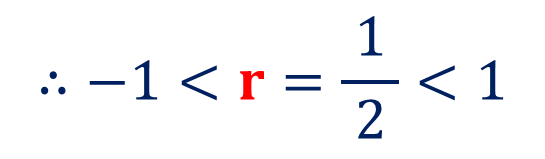 ∴ −1 < r = 1/2 < 1